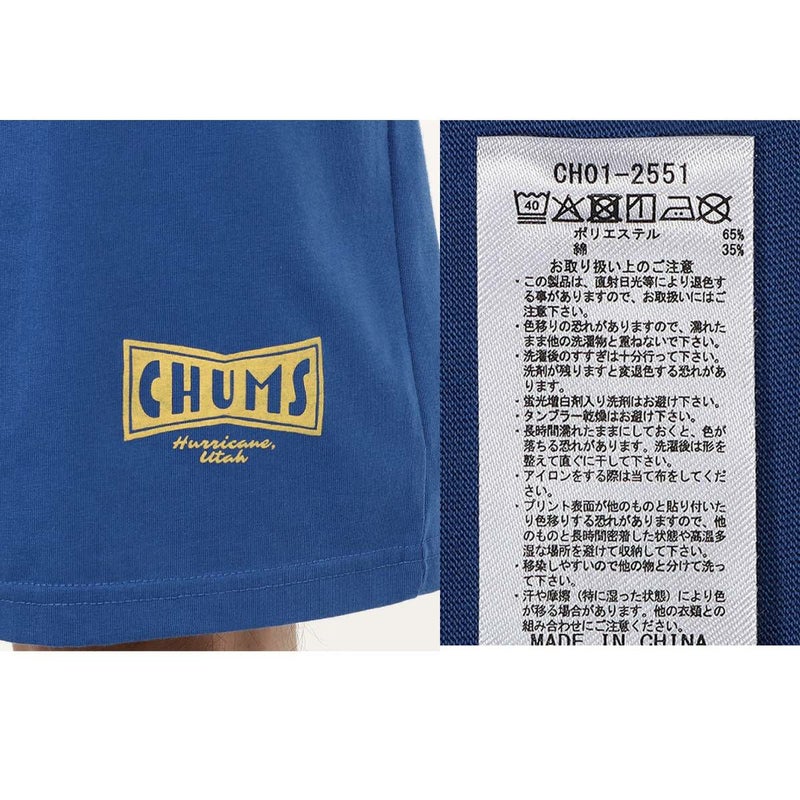 CHUMS
Hurricane,
Utah
CH01-2551
40
ポリエステル 65%
綿 35%
お取り扱い上のご注意
・この製品は、直射日光等により退色す
る事がありますので、お取扱いにはご
注意下さい。
・色移りの恐れがありますので、濡れた
まま他の洗濯物と重ねないで下さい。
・洗濯後のすすぎは十分行って下さい。
洗剤が残りますと変退色する恐れがあ
ります。
・蛍光増白剤入り洗剤はお避け下さい。
・タンブラー乾燥はお避け下さい。
・長時間濡れたままにしておくと、色が
落ちる恐れがあります。洗濯後は形を
整えて直ぐに干して下さい。
・アイロンをする際は当て布をしてくだ
さい。
・プリント表面が他のものと貼り付いた
り色移りする恐れがありますので、他
のものと長時間密着した状態や高温多
湿な場所を避けて収納して下さい。
・移染しやすいので他の物と分けて洗っ
て下さい。
・汗や摩擦（特に湿った状態）により色
が移る場合があります。他の衣類との
組み合わせにご注意ください。
MADE IN CHINA